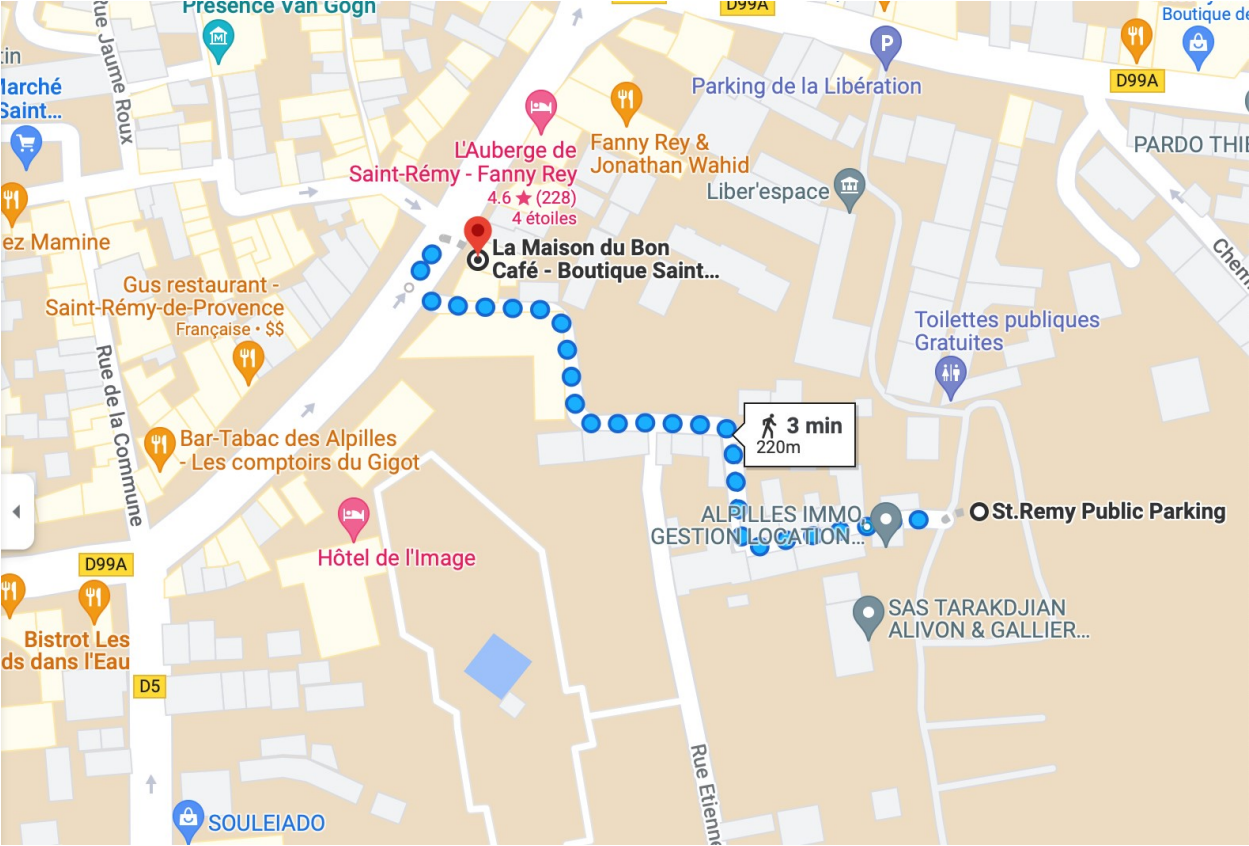 Présence Van Gogh
D99A
Boutique de
Rue Jaume Roux
tin
Parking de la Libération
D99A
Marché
Saint...
L'Auberge de
Saint-Rémy - Fanny Rey
4.6 ★ (228)
4 étoiles
Fanny Rey &
Jonathan Wahid
PARDO THIE
Liber'espace
ez Mamine
La Maison du Bon
Café - Boutique Saint...
Chem
Gus restaurant -
Saint-Rémy-de-Provence
Française • $$
Toilettes publiques
Gratuites
Rue de la Commune
3 min
220m
Bar-Tabac des Alpilles
- Les comptoirs du Gigot
ALPILLES IMMO,
GESTION LOCATION...
St.Remy Public Parking
Hôtel de l'Image
D99A
SAS TARAKDJIAN
ALIVON & GALLIER...
Bistrot Les
ds dans l'Eau
D5
Rue Etienne
SOULEIADO